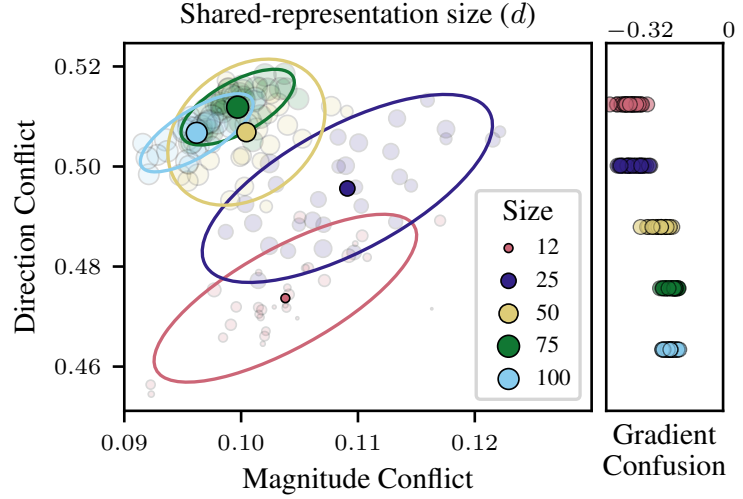 Shared-representation size (d)
−0.32 0
0.52
0.50
0.48
0.46
Direction Conflict
Size
12
25
50
75
100
0.09 0.10 0.11 0.12
Magnitude Conflict
Gradient
Confusion